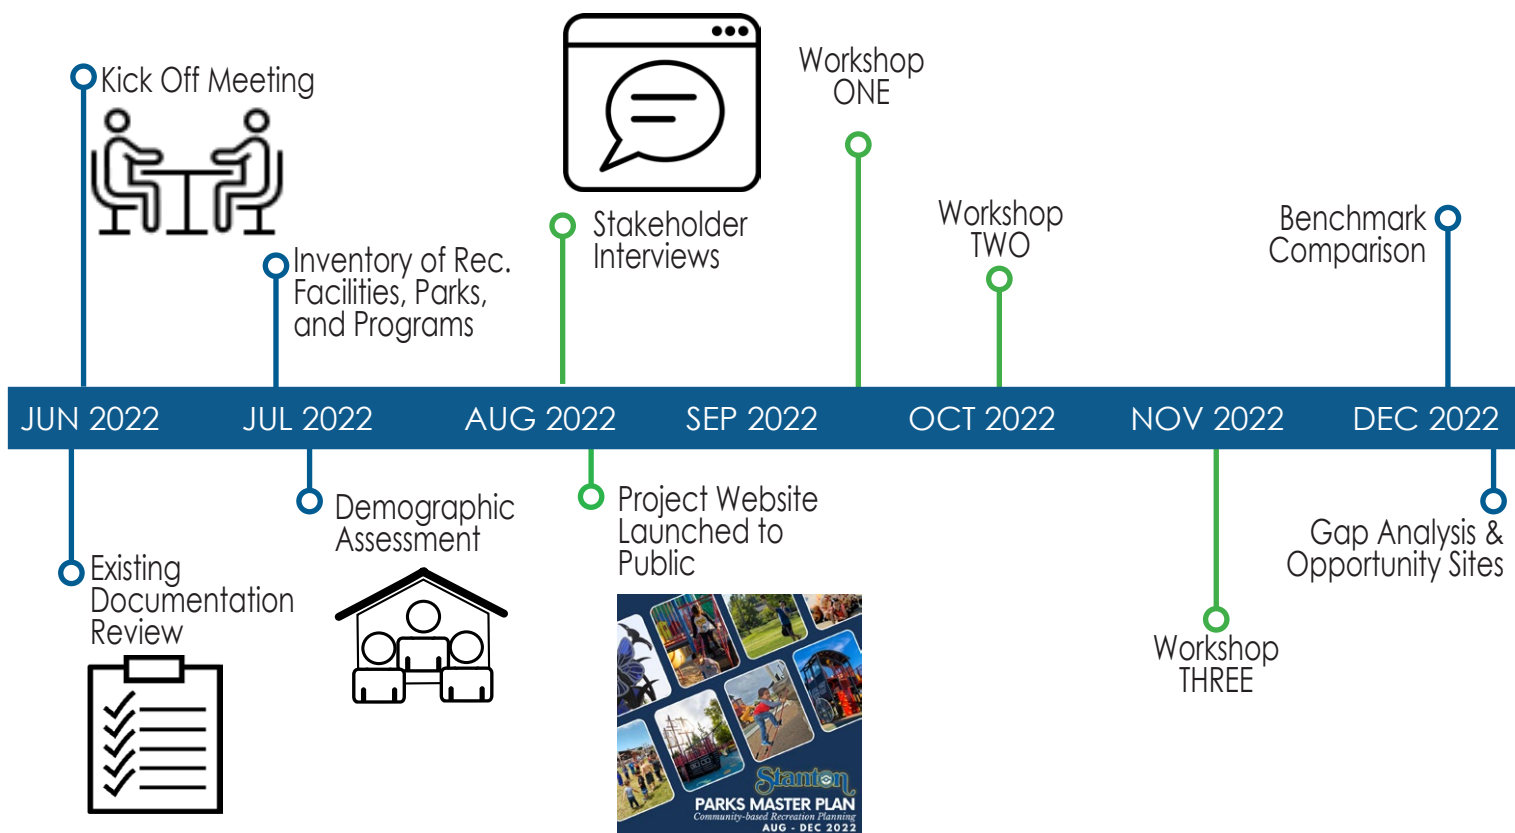 Kick Off Meeting
Inventory of Rec.
Facilities, Parks,
and Programs
Stakeholder
Interviews
Workshop
ONE
Workshop
TWO
Benchmark
Comparison
JUN 2022
JUL 2022
AUG 2022
SEP 2022
OCT 2022
NOV 2022
DEC 2022
Existing
Documentation
Review
Demographic
Assessment
Project Website
Launched to
Public
Stanton
PARKS MASTER PLAN
Community-based Recreation Planning
AUG - DEC 2022
Workshop
THREE
Gap Analysis &
Opportunity Sites